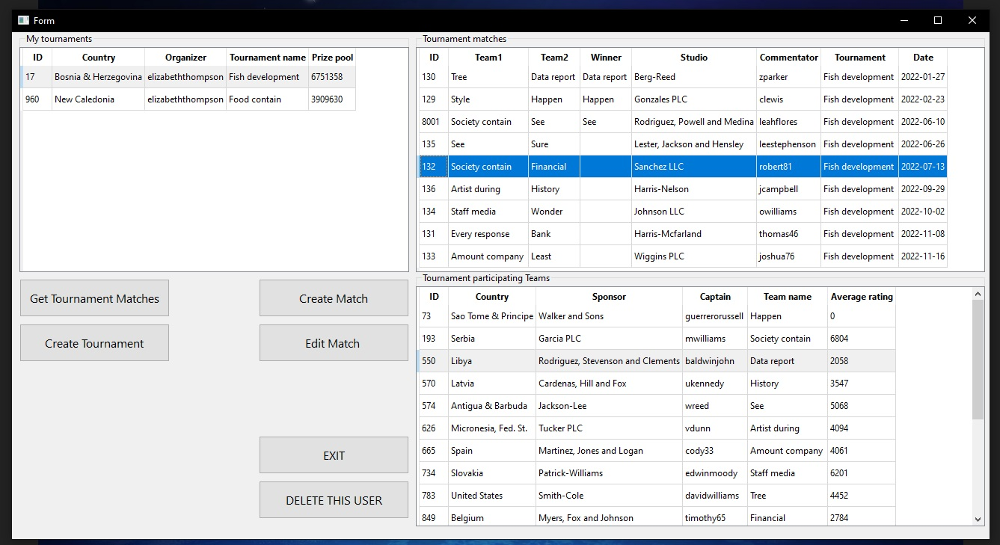 Form
My tournaments
ID Country Organizer Tournament name Prize pool
17 Bosnia & Herzegovina elizabeththompson Fish development 6751358
960 New Caledonia elizabeththompson Food contain 3909630
Get Tournament Matches
Create Match
Create Tournament
Edit Match
EXIT
DELETE THIS USER
Tournament matches
ID Team1 Team2 Winner Studio Commentator Tournament Date
130 Tree Data report Data report Berg-Reed zparker Fish development 2022-01-27
129 Style Happen Happen Gonzales PLC clewis Fish development 2022-02-23
8001 Society contain See See Rodriguez, Powell and Medina leahflores Fish development 2022-06-10
135 See Sure Lester, Jackson and Hensley leestephenson Fish development 2022-06-26
132 Society contain Financial Sanchez LLC robert81 Fish development 2022-07-13
136 Artist during History Harris-Nelson jcampbell Fish development 2022-09-29
134 Staff media Wonder Johnson LLC owilliams Fish development 2022-10-02
131 Every response Bank Harris-Mcfarland thomas46 Fish development 2022-11-08
133 Amount company Least Wiggins PLC joshua76 Fish development 2022-11-16
Tournament participating Teams
ID Country Sponsor Captain Team name Average rating
73 Sao Tome & Principe Walker and Sons guerrerorussell Happen 0
193 Serbia Garcia PLC mwilliams Society contain 6804
550 Libya Rodriguez, Stevenson and Clements baldwinjohn Data report 2058
570 Latvia Cardenas, Hill and Fox ukennedy History 3547
574 Antigua & Barbuda Jackson-Lee wreed See 5068
626 Micronesia, Fed. St. Tucker PLC vdunn Artist during 4094
665 Spain Martinez, Jones and Logan cody33 Amount company 4061
734 Slovakia Patrick-Williams edwinmoody Staff media 6201
783 United States Smith-Cole davidwilliams Tree 4452
849 Belgium Myers, Fox and Johnson timothy65 Financial 2784